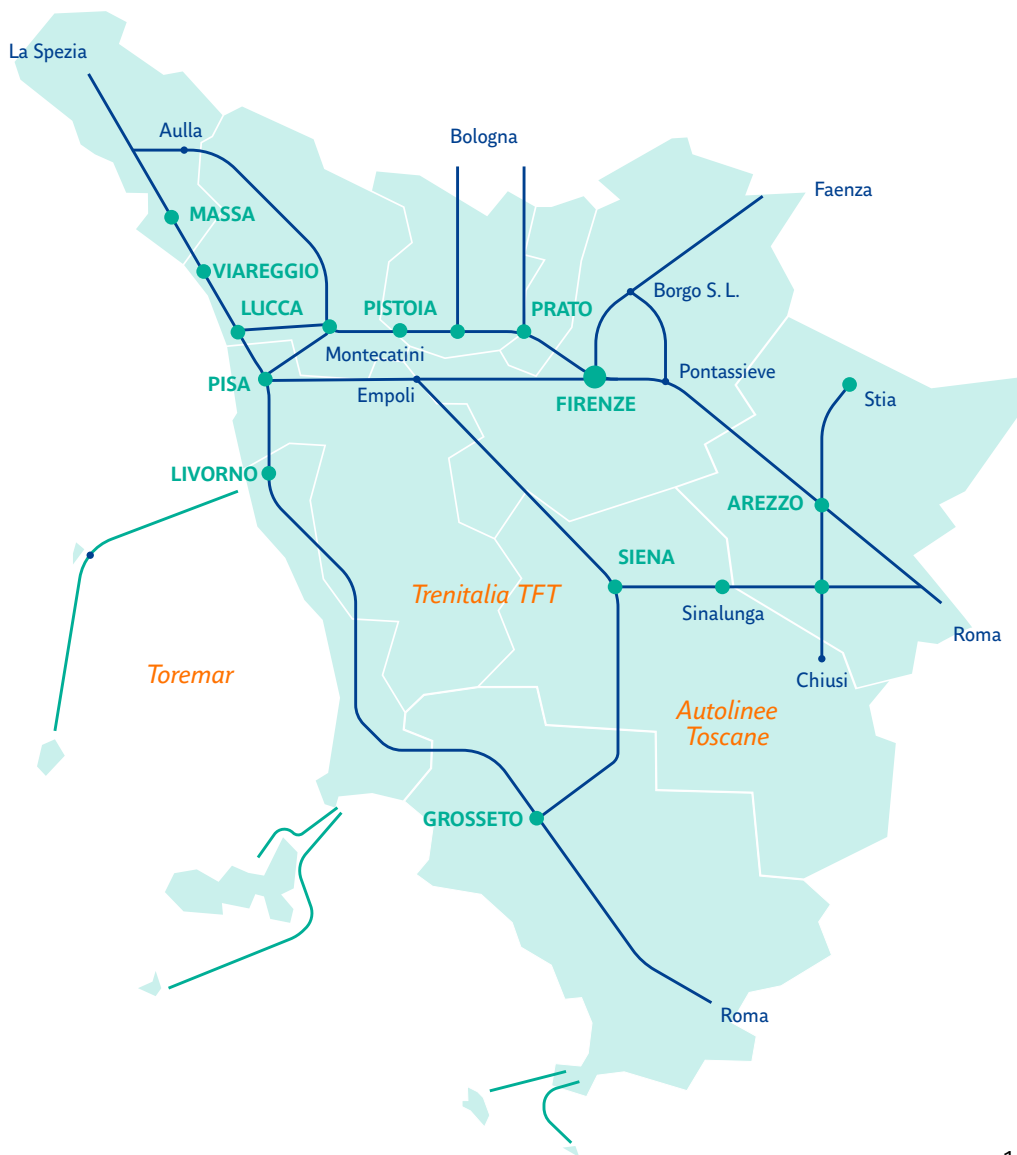 La Spezia
Aulla
Bologna
Faenza
MASSA
VIAREGGIO
Borgo S. L.
LUCCA
PISTOIA
PRATO
Montecatini
Pontassieve
PISA
Empoli
FIRENZE
Stia
LIVORNO
AREZZO
SIENA
Trenitalia TFT
Sinalunga
Roma
Toremar
Chiusi
Autolinee
Toscane
GROSSETO
Roma